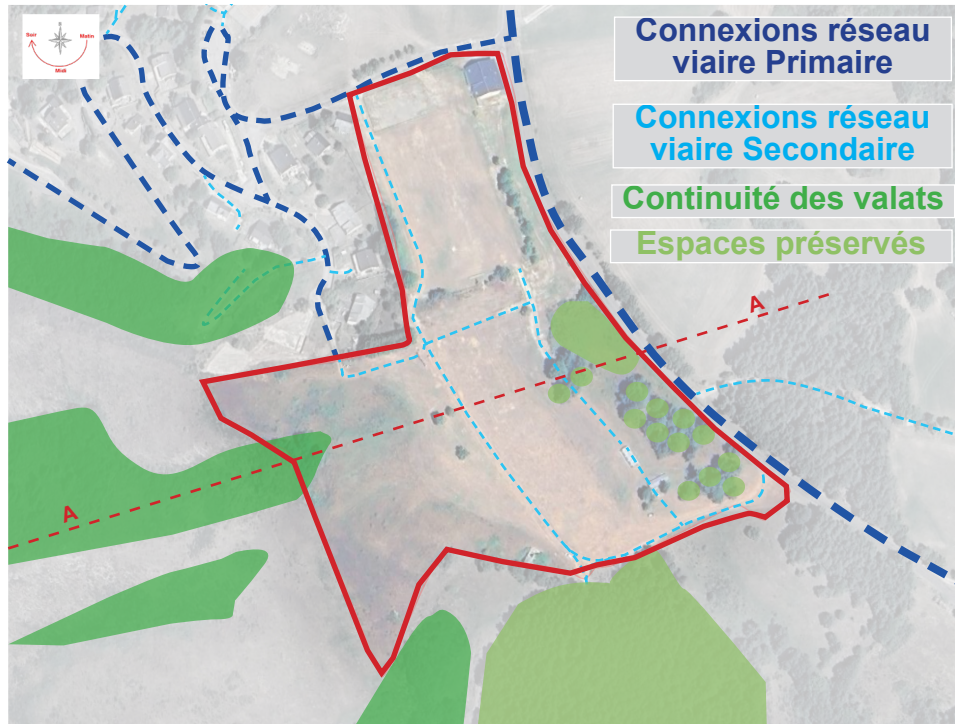 Soir
Matin
Midi
Connexions réseau
viaire Primaire
Connexions réseau
viaire Secondaire
Continuité des valats
Espaces préservés
A
A